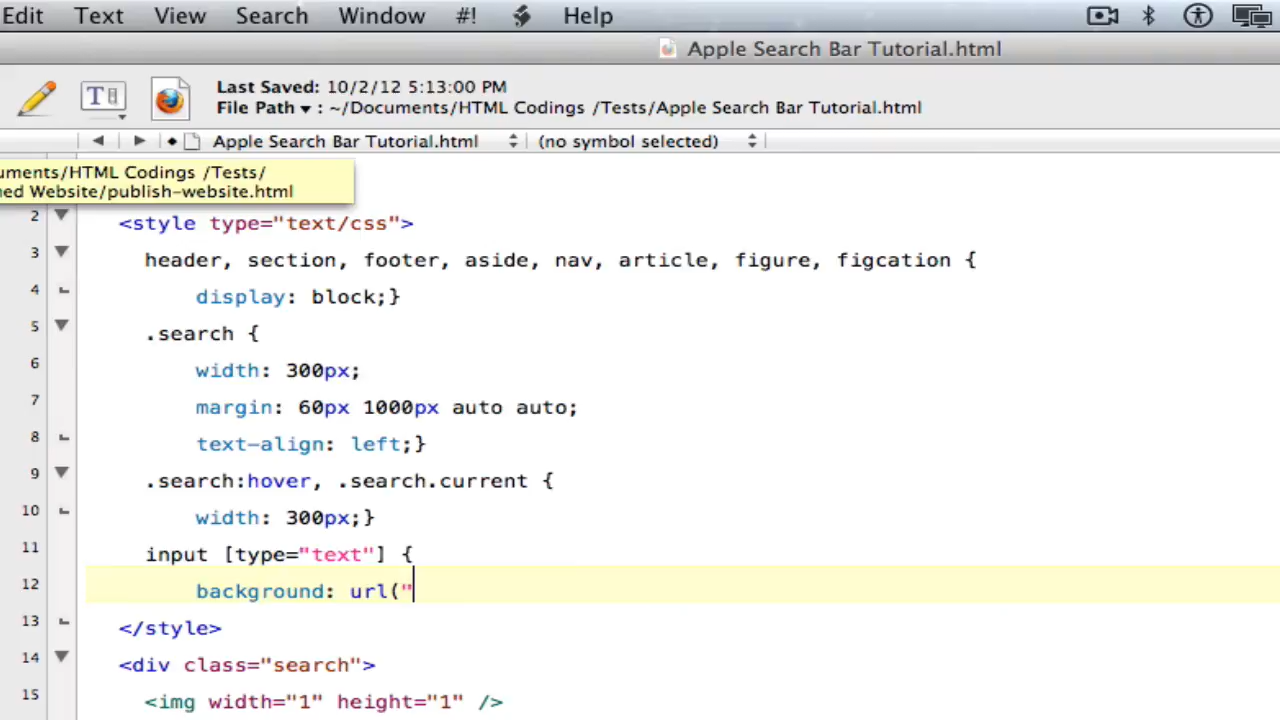 Edit Text View Search Window #! Help
Apple Search Bar Tutorial.html
T
Last Saved: 10/2/12 5:13:00 PM
File Path ▾ : ~/Documents/HTML Codings /Tests/Apple Search Bar Tutorial.html
Apple Search Bar Tutorial.html (no symbol selected)
uments/HTML Codings /Tests/
ned Website/publish-website.html
2 <style type="text/css">
3 header, section, footer, aside, nav, article, figure, figcation {
4 display: block;}
5 .search {
6 width: 300px;
7 margin: 60px 1000px auto auto;
8 text-align: left;}
9 .search:hover, .search.current {
10 width: 300px;}
11 input [type="text"] {
12 background: url("
13 </style>
14 <div class="search">
15 <img width="1" height="1" />